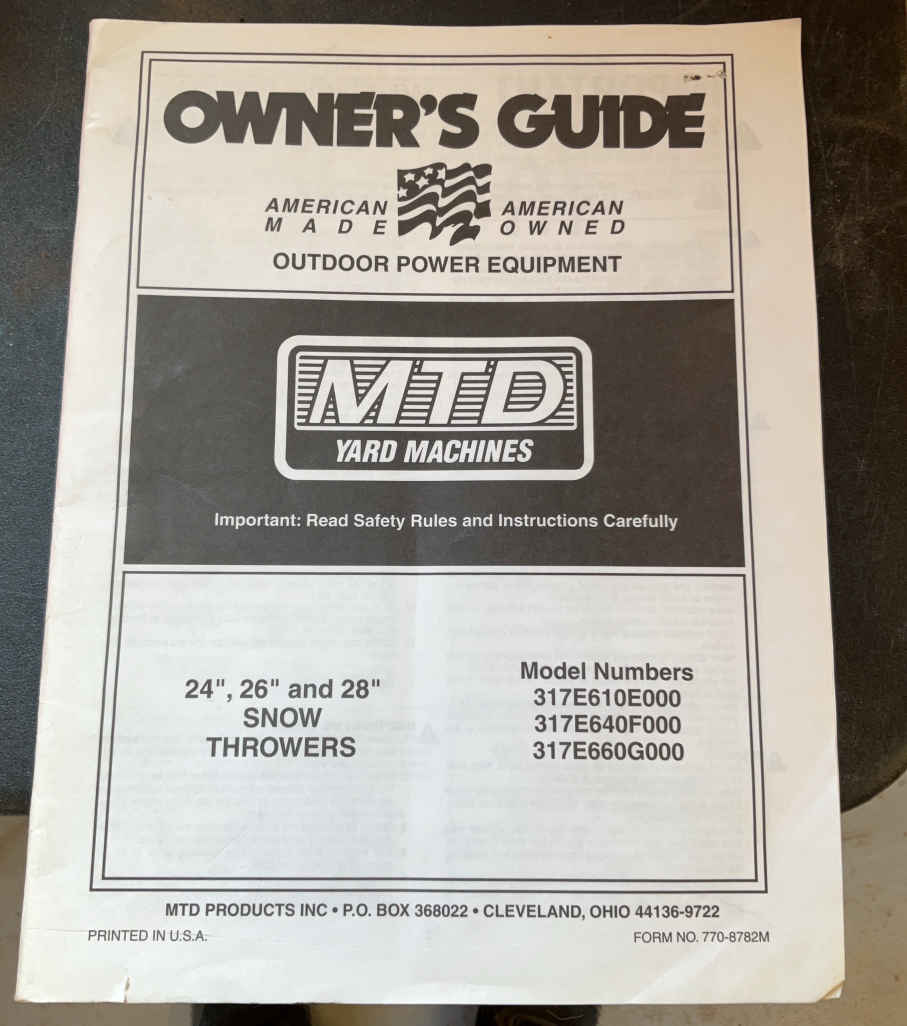 OWNER'S GUIDE
AMERICAN MADE
AMERICAN OWNED
OUTDOOR POWER EQUIPMENT
MTD
YARD MACHINES
Important: Read Safety Rules and Instructions Carefully
24", 26" and 28"
SNOW
THROWERS
Model Numbers
317E610E000
317E640F000
317E660G000
MTD PRODUCTS INC • P.O. BOX 368022 • CLEVELAND, OHIO 44136-9722
PRINTED IN U.S.A.
FORM NO. 770-8782M